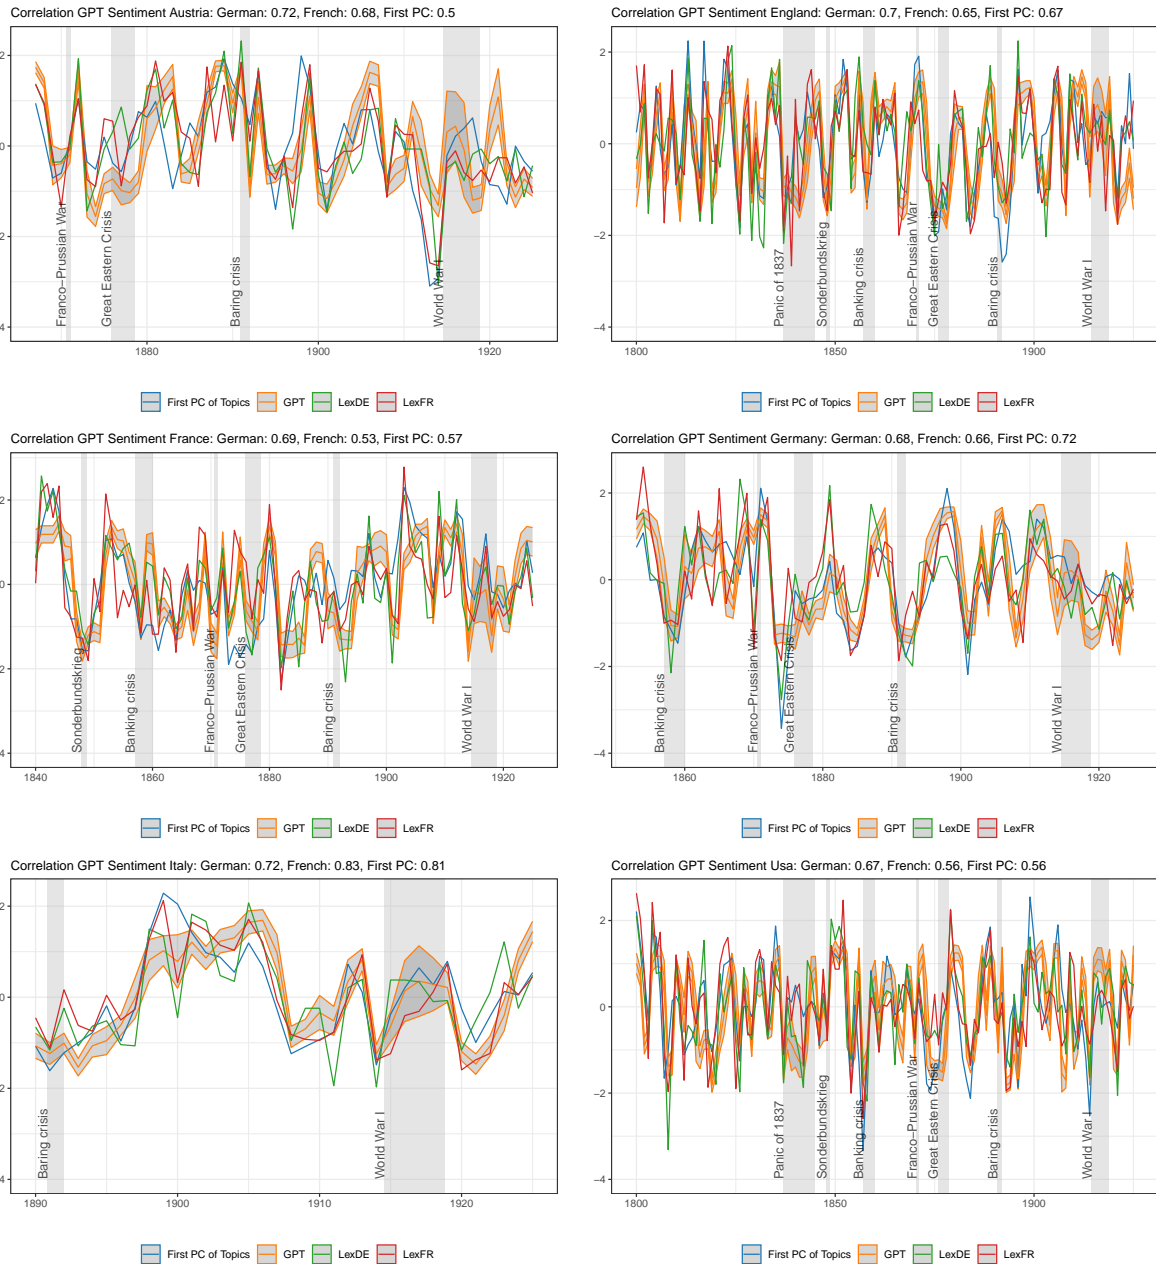 Correlation GPT Sentiment Austria: German: 0.72, French: 0.68, First PC: 0.5
2
0
2
4
Franco−Prussian War
Great Eastern Crisis
Baring crisis
World War I
1880 1900 1920
First PC of Topics GPT LexDE LexFR
Correlation GPT Sentiment England: German: 0.7, French: 0.65, First PC: 0.67
2
0
−2
−4
Panic of 1837
Sonderbundskrieg
Banking crisis
Franco−Prussian War
Great Eastern Crisis
Baring crisis
World War I
1800 1850 1900
First PC of Topics GPT LexDE LexFR
Correlation GPT Sentiment France: German: 0.69, French: 0.53, First PC: 0.57
2
0
2
4
Sonderbundskrieg
Banking crisis
Franco−Prussian War
Great Eastern Crisis
Baring crisis
World War I
1840 1860 1880 1900 1920
First PC of Topics GPT LexDE LexFR
Correlation GPT Sentiment Germany: German: 0.68, French: 0.66, First PC: 0.72
2
0
−2
−4
Banking crisis
Franco−Prussian War
Great Eastern Crisis
Baring crisis
World War I
1860 1880 1900 1920
First PC of Topics GPT LexDE LexFR
Correlation GPT Sentiment Italy: German: 0.72, French: 0.83, First PC: 0.81
2
0
2
4
Baring crisis
World War I
1890 1900 1910 1920
First PC of Topics GPT LexDE LexFR
Correlation GPT Sentiment Usa: German: 0.67, French: 0.56, First PC: 0.56
2
0
−2
−4
Panic of 1837
Sonderbundskrieg
Banking crisis
Franco−Prussian War
Great Eastern Crisis
Baring crisis
World War I
1800 1850 1900
First PC of Topics GPT LexDE LexFR